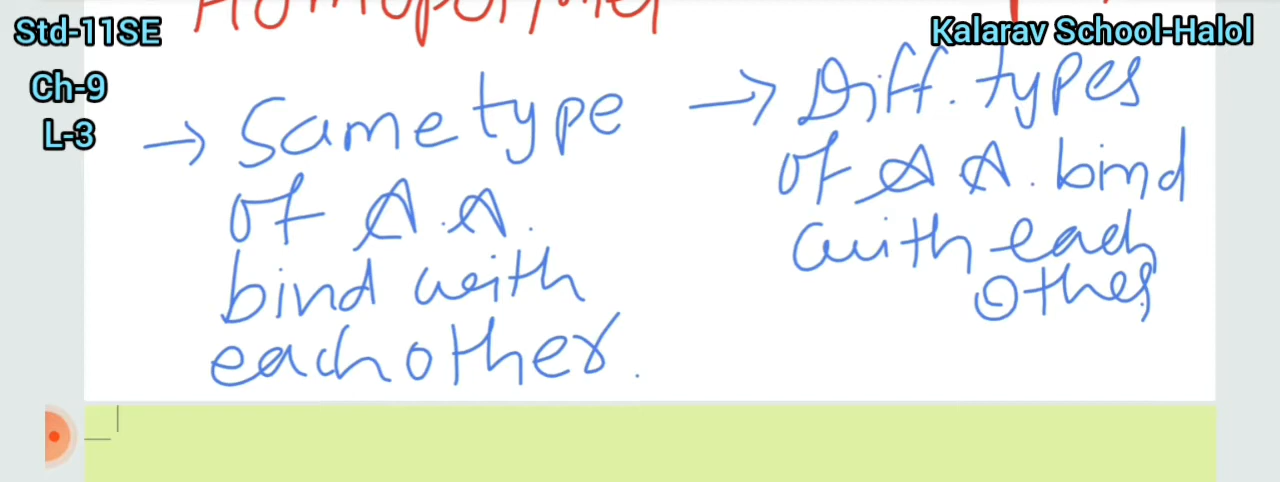 Std-11SE
Ch-9
L-3
Kalarav School-Halol
Homopolymer
→ Same type
of A.A.
bind with
each other.
→ Diff. types
of A A. bind
with each
other